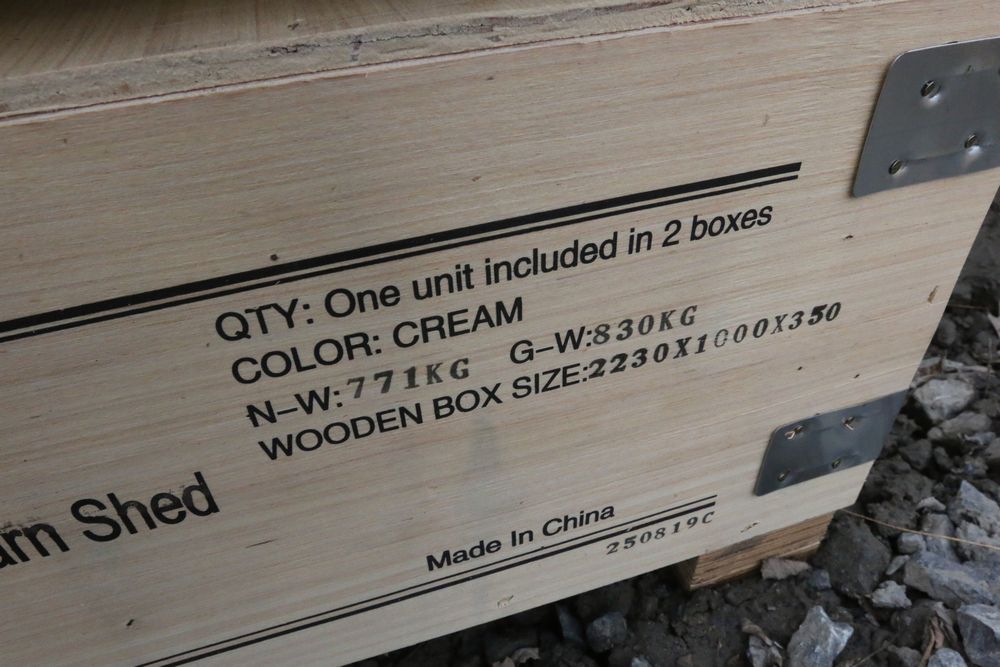 QTY: One unit included in 2 boxes
COLOR: CREAM
N–W:771KG G–W:830KG
WOODEN BOX SIZE:2230X1000X350
Shed
Made In China
250819C